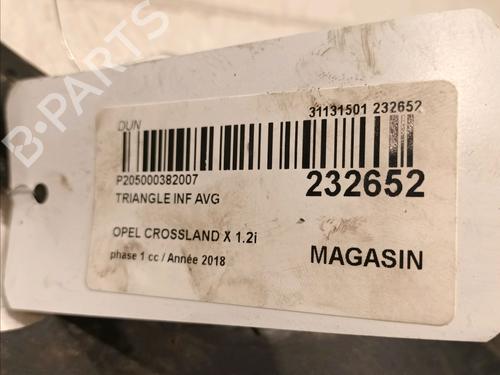 B-PARTS
DUN
31131501 232652
P205000382007
232652
TRIANGLE INF AVG
OPEL CROSSLAND X 1.2i
phase 1 cc / Année 2018
MAGASIN